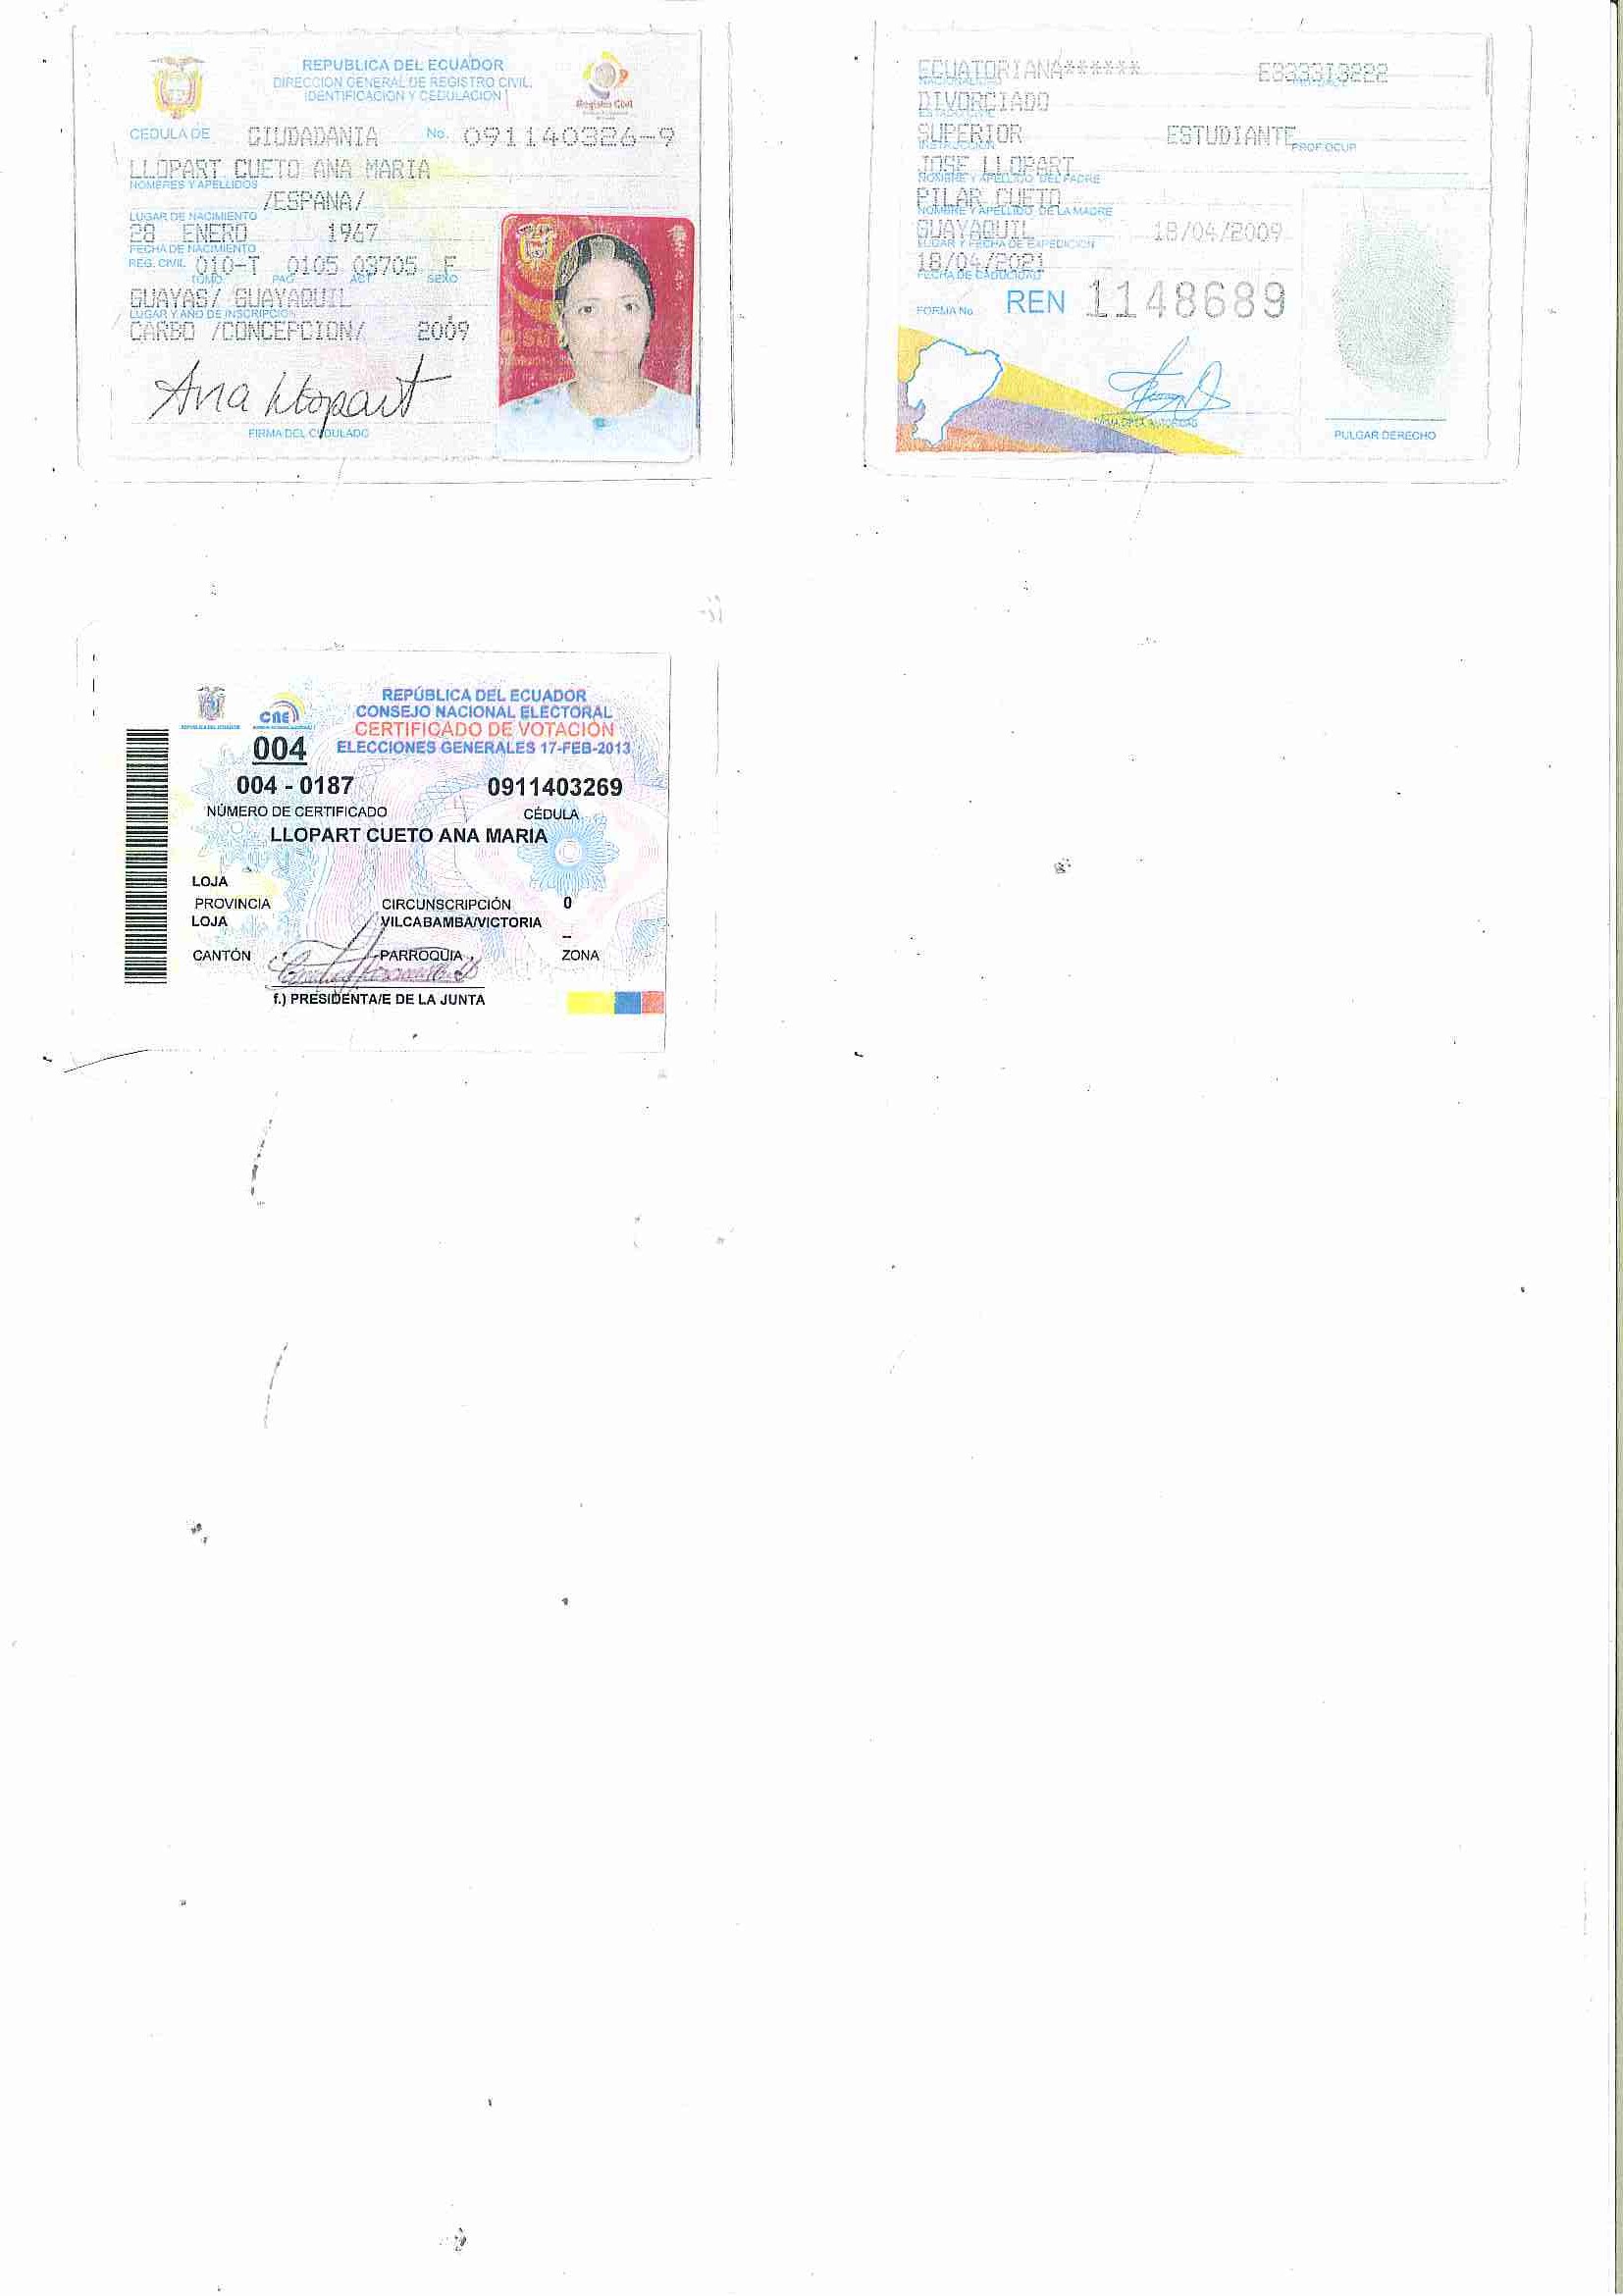 REPUBLICA DEL ECUADOR
DIRECCION GENERAL DE REGISTRO CIVIL,
IDENTIFICACION Y CEDULACION
Registro Civil
CEDULA DE CIUDADANIA No. 091140326-9
LLOPART CUETO ANA MARIA
NOMBRES Y APELLIDOS
/ESPANA/
LUGAR DE NACIMIENTO
28 ENERO 1967
FECHA DE NACIMIENTO
REG. CIVIL 010-T 0105 03705 F
TOMO PAG ACT SEXO
GUAYAS/ GUAYAQUIL
LUGAR Y AÑO DE INSCRIPCION
CARBO /CONCEPCION/ 2009
Ana Llopart
FIRMA DEL CEDULADO
ECUATORIANA******
DIVORCIADO
ESTADO CIVIL
SUPERIOR ESTUDIANTE
INSTRUCCION PROF OCUP
JOSE LLOPART
NOMBRE Y APELLIDO DEL PADRE
PILAR CUETO
NOMBRE Y APELLIDO DE LA MADRE
GUAYAQUIL 18/04/2009
LUGAR Y FECHA DE EXPEDICION
18/04/2021
FECHA DE CADUCIDAD
FORMA No. REN 1148689
PULGAR DERECHO
REPÚBLICA DEL ECUADOR
CONSEJO NACIONAL ELECTORAL
CERTIFICADO DE VOTACIÓN
ELECCIONES GENERALES 17-FEB-2013
CNE
004
004 - 0187 0911403269
NÚMERO DE CERTIFICADO CÉDULA
LLOPART CUETO ANA MARIA
LOJA
PROVINCIA CIRCUNSCRIPCIÓN 0
LOJA VILCABAMBA/VICTORIA
-
CANTÓN PARROQUIA ZONA
f.) PRESIDENTA/E DE LA JUNTA